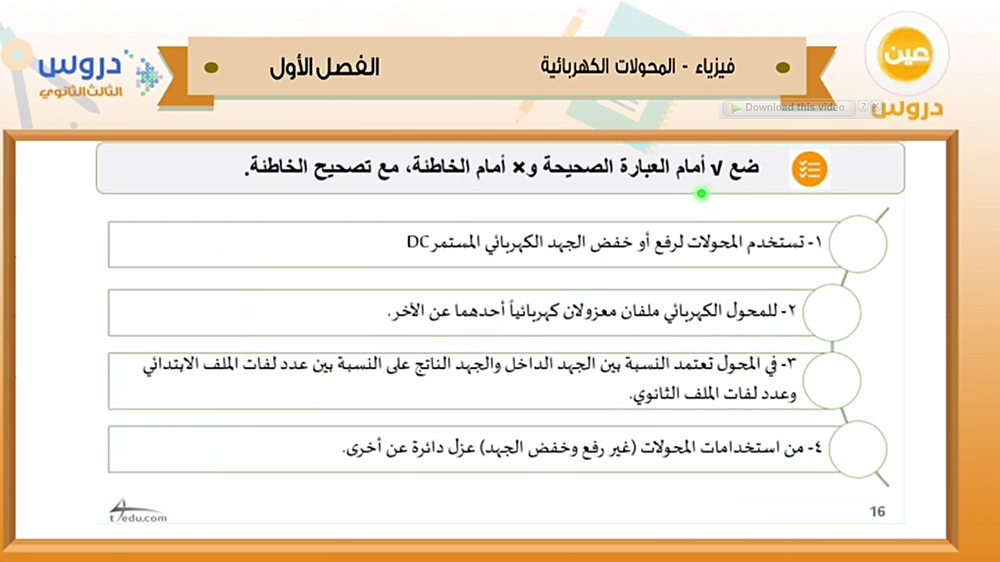 عين
دروس
فيزياء - المحولات الكهربائية
الفصل الأول
دروس
الثالث الثانوي
Download this video ?
ضع √ أمام العبارة الصحيحة و× أمام الخاطئة، مع تصحيح الخاطئة.
١- تستخدم المحولات لرفع أو خفض الجهد الكهربائي المستمر DC
٢- للمحول الكهربائي ملفان معزولان كهربائياً أحدهما عن الآخر.
٣- في المحول تعتمد النسبة بين الجهد الداخل والجهد الناتج على النسبة بين عدد لفات الملف الابتدائي
وعدد لفات الملف الثانوي.
٤- من استخدامات المحولات (غير رفع وخفض الجهد) عزل دائرة عن أخرى.
t4edu.com
16